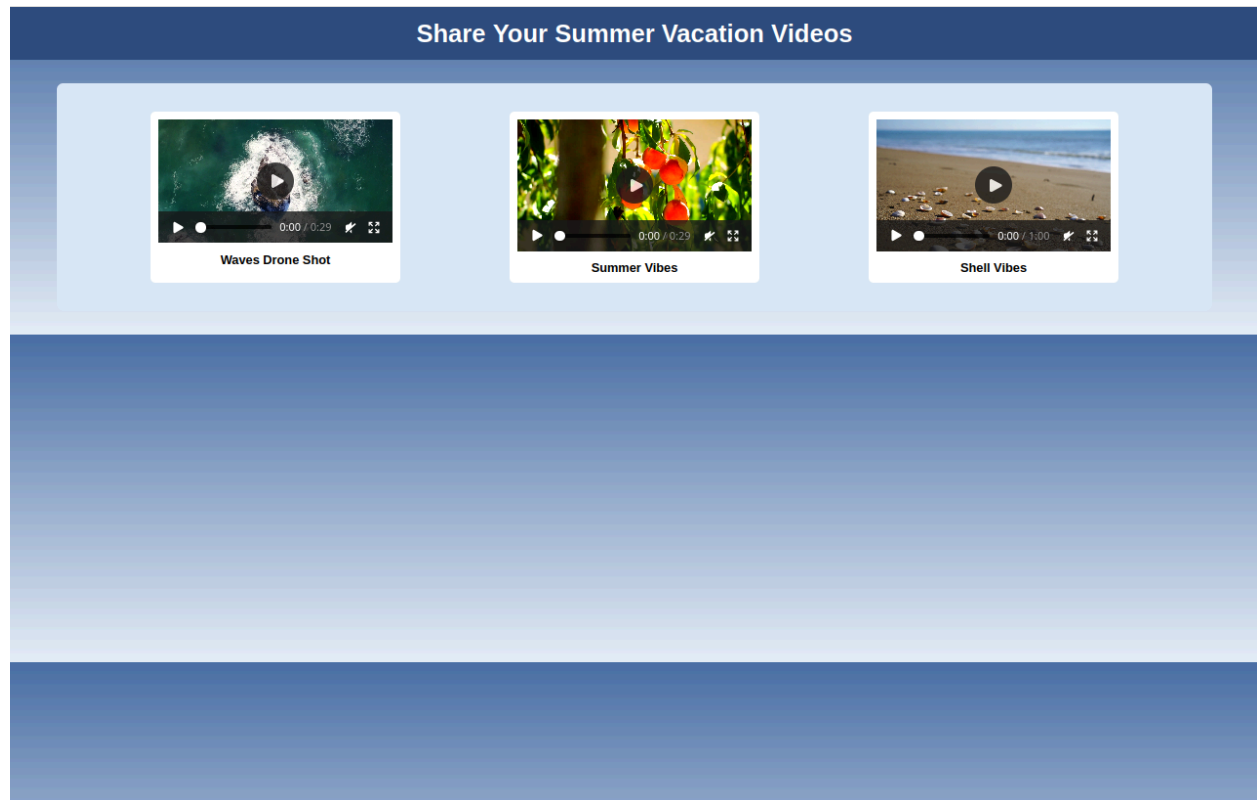 Share Your Summer Vacation Videos
0:00 / 0:29
0:00 / 0:29
0:00 / 1:00
Waves Drone Shot
Summer Vibes
Shell Vibes